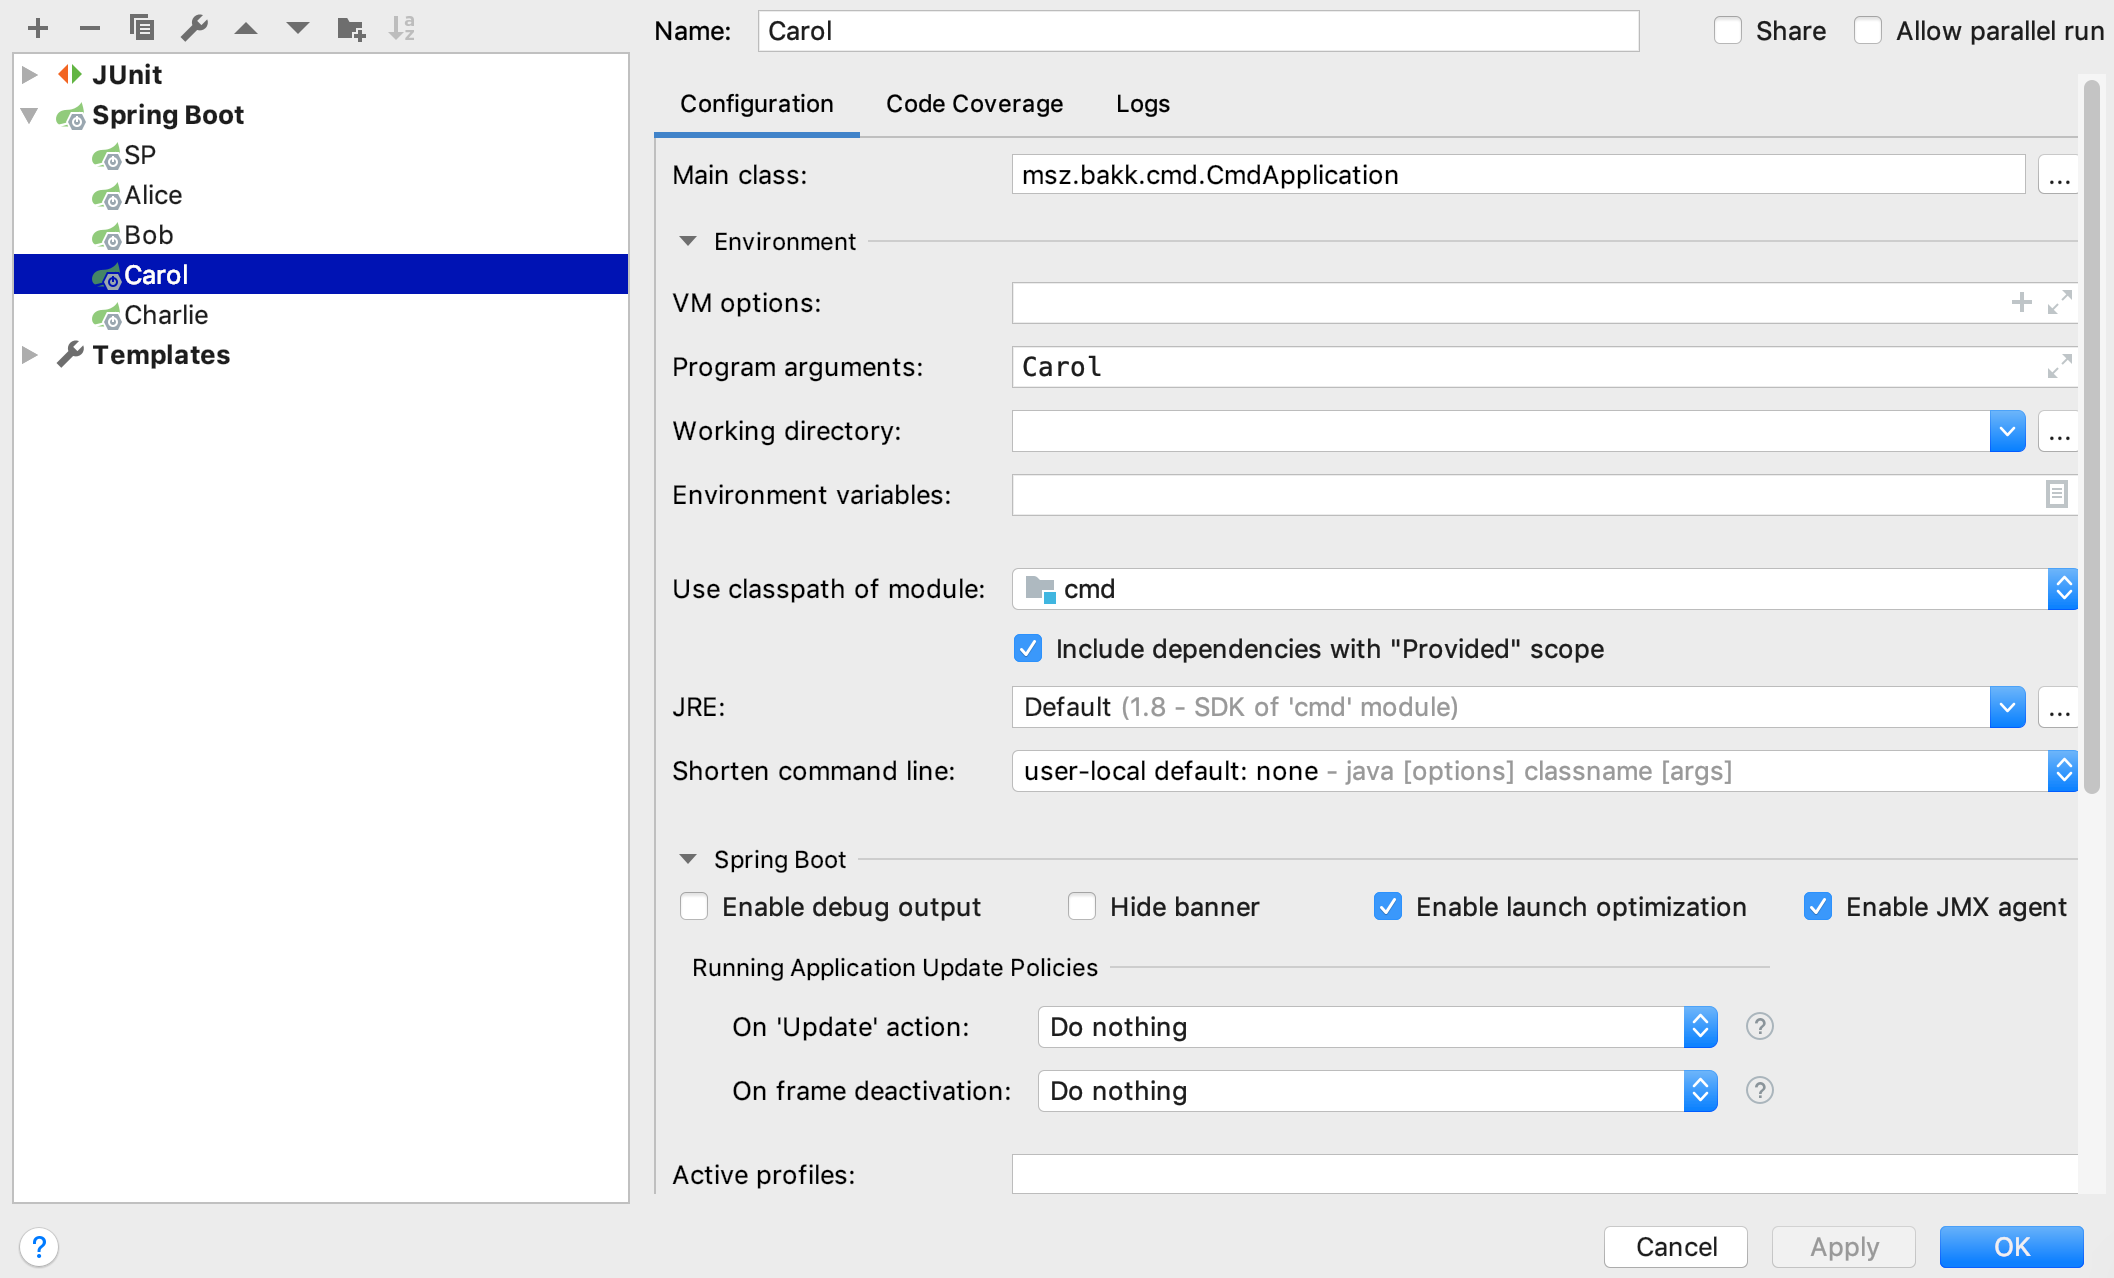 Name: Carol Share Allow parallel run
JUnit
Spring Boot
SP
Alice
Bob
Carol
Charlie
Templates
Configuration Code Coverage Logs
Main class: msz.bakk.cmd.CmdApplication ...
Environment
VM options:
Program arguments: Carol
Working directory: ...
Environment variables:
Use classpath of module: cmd
Include dependencies with "Provided" scope
JRE: Default (1.8 - SDK of 'cmd' module) ...
Shorten command line: user-local default: none - java [options] classname [args]
Spring Boot
Enable debug output Hide banner Enable launch optimization Enable JMX agent
Running Application Update Policies
On 'Update' action: Do nothing ?
On frame deactivation: Do nothing ?
Active profiles:
? Cancel Apply OK